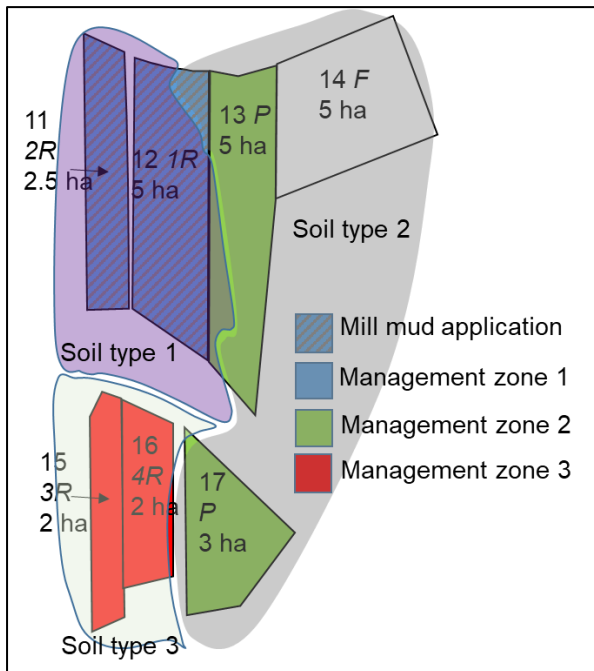 11
2R
2.5 ha
12 1R
5 ha
13 P
5 ha
14 F
5 ha
Soil type 2
Soil type 1
Mill mud application
Management zone 1
Management zone 2
Management zone 3
15
3R
2 ha
16
4R
2 ha
17
P
3 ha
Soil type 3